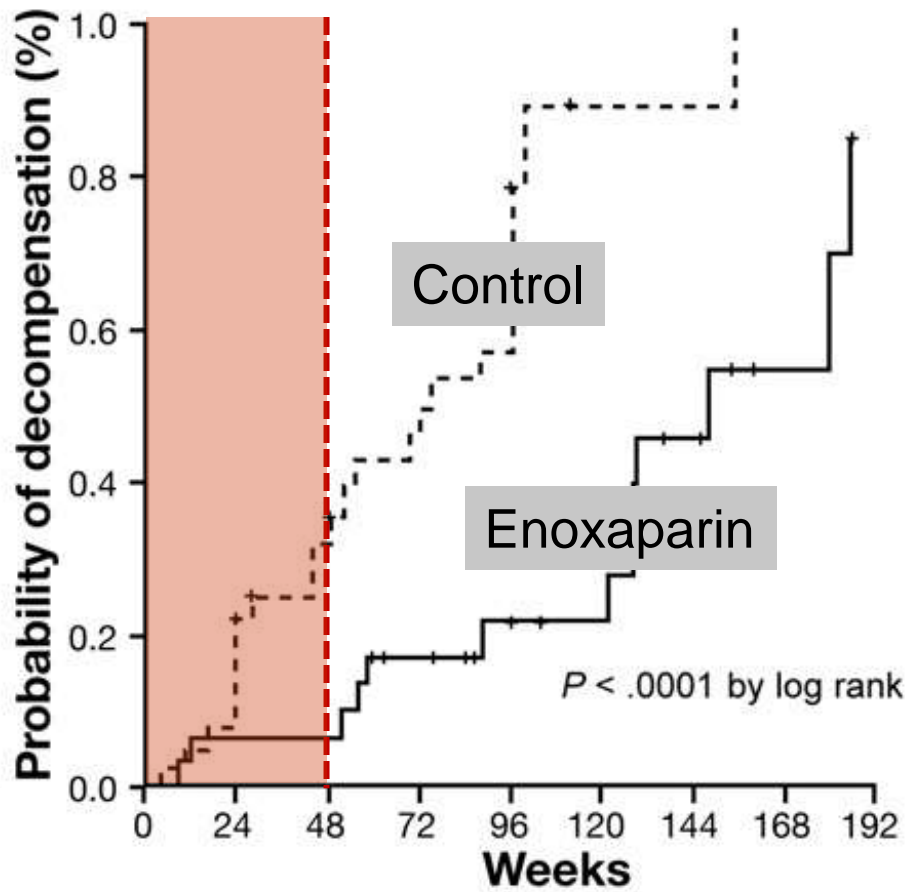 Probability of decompensation (%)
1.0
0.8
0.6
0.4
0.2
0.0
Control
Enoxaparin
P < .0001 by log rank
0 24 48 72 96 120 144 168 192
Weeks